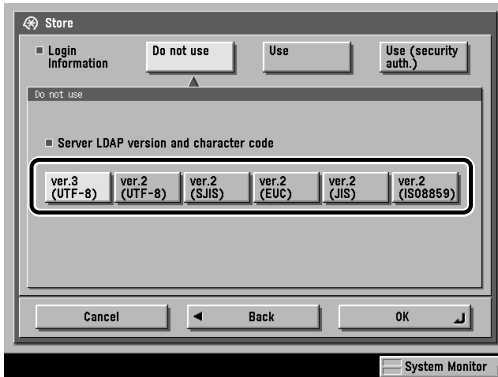 Store
Login
Information
Do not use
Use
Use (security
auth.)
Do not use
Server LDAP version and character code
ver.3
(UTF-8)
ver.2
(UTF-8)
ver.2
(SJIS)
ver.2
(EUC)
ver.2
(JIS)
ver.2
(ISO8859)
Cancel
Back
OK
System Monitor